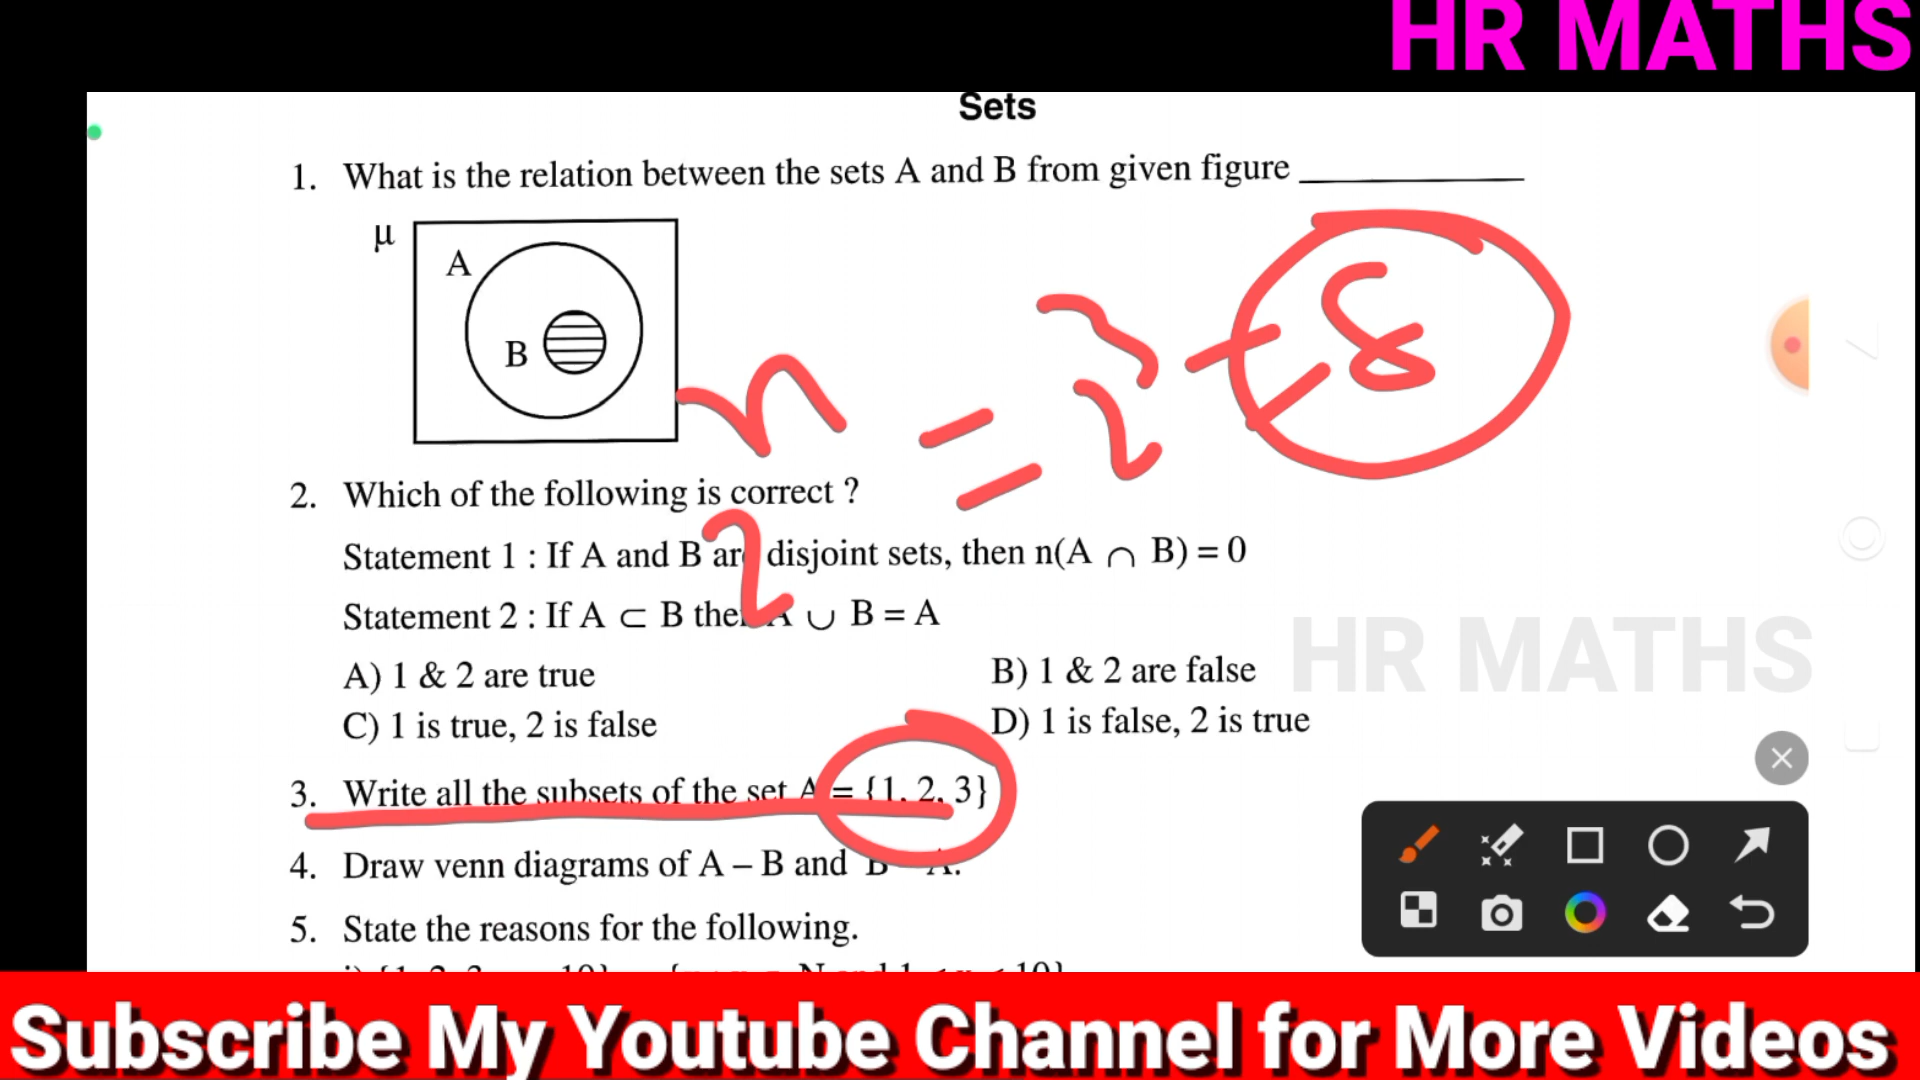 HR MATHS
Sets
1. What is the relation between the sets A and B from given figure
μ
A
B
2^n = 2^3 = 8
2. Which of the following is correct ?
Statement 1 : If A and B are disjoint sets, then n(A ∩ B) = 0
Statement 2 : If A ⊂ B then A ∪ B = A
A) 1 & 2 are true
B) 1 & 2 are false
C) 1 is true, 2 is false
D) 1 is false, 2 is true
HR MATHS
3. Write all the subsets of the set A = {1, 2, 3}
4. Draw venn diagrams of A – B and B – A.
5. State the reasons for the following.
Subscribe My Youtube Channel for More Videos